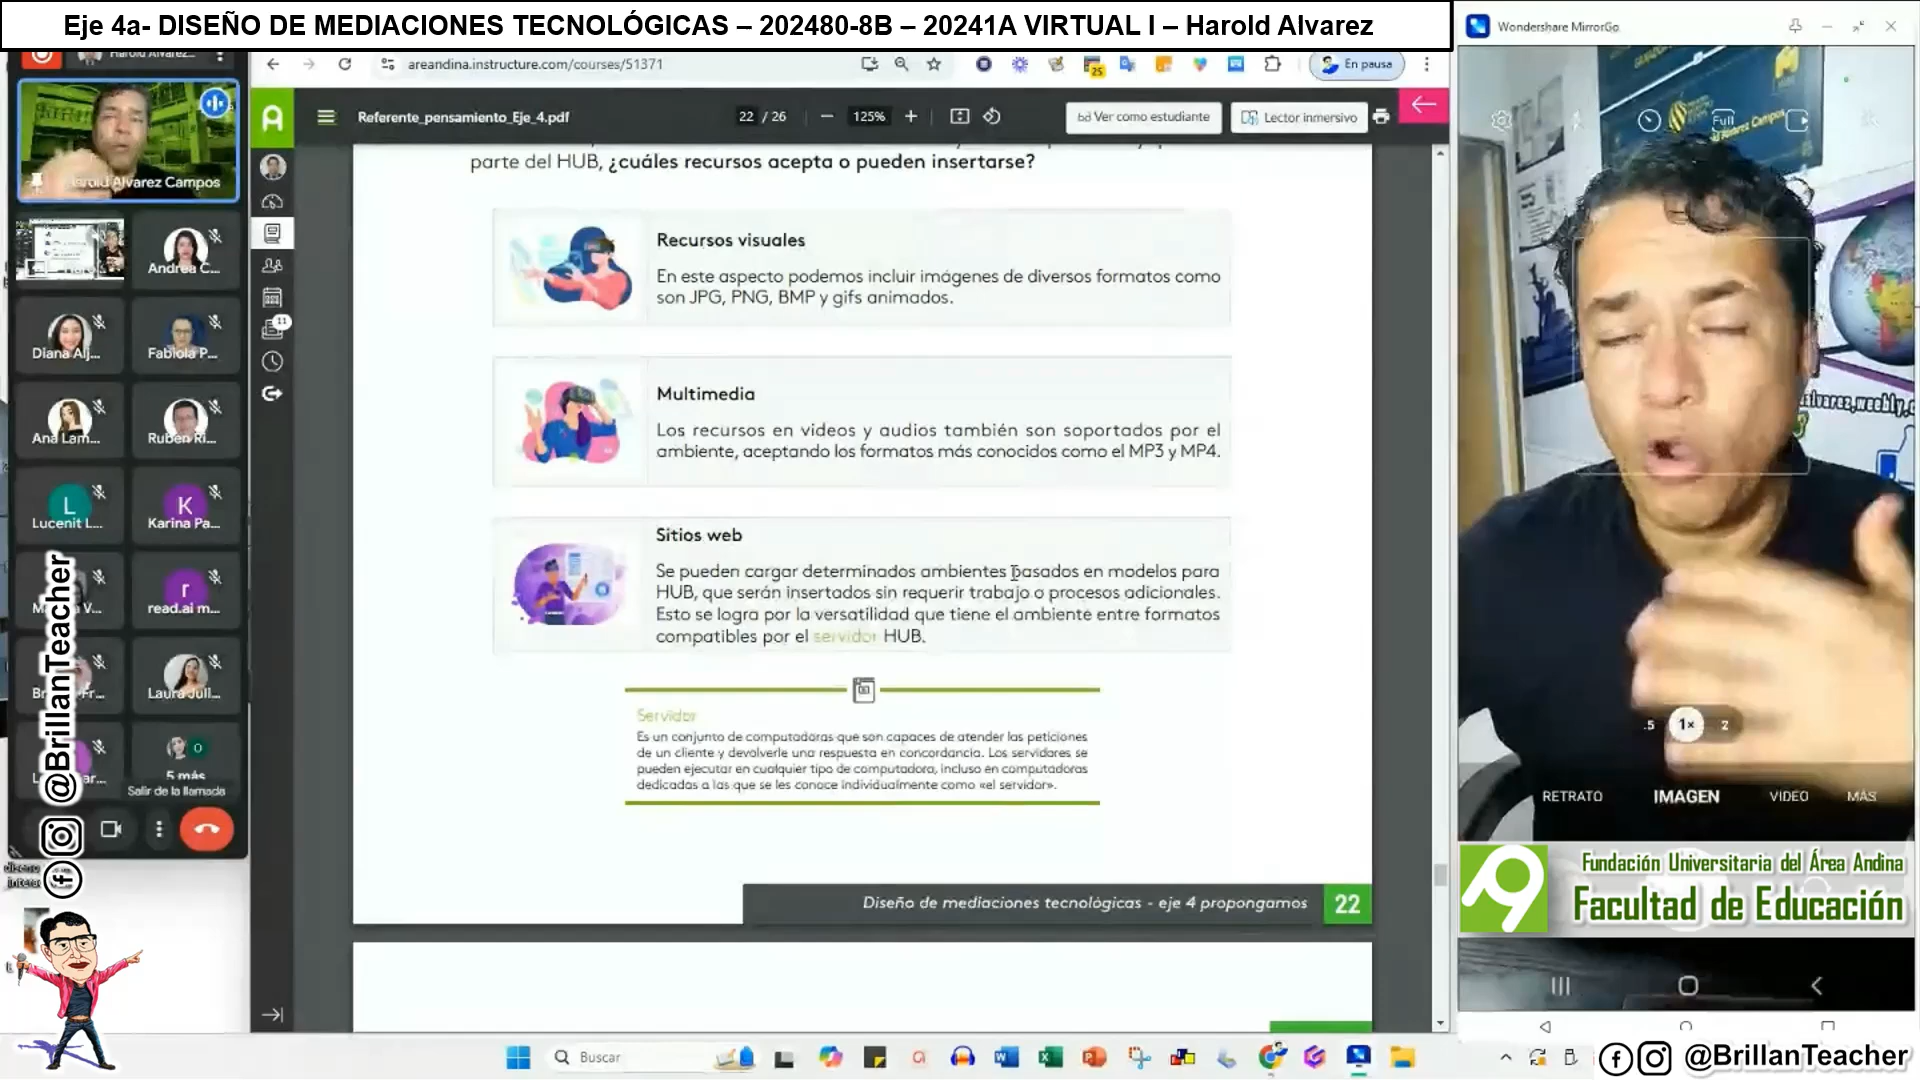 Eje 4a- DISEÑO DE MEDIACIONES TECNOLÓGICAS – 202480-8B – 20241A VIRTUAL I – Harold Alvarez
Wondershare MirrorGo
Harold Alvarez...
areandina.instructure.com/courses/51371
25
En pausa
Referente_pensamiento_Eje_4.pdf
22 / 26
125%
Ver como estudiante
Lector inmersivo
parte del HUB, ¿cuáles recursos acepta o pueden insertarse?
Recursos visuales
En este aspecto podemos incluir imágenes de diversos formatos como
son JPG, PNG, BMP y gifs animados.
Multimedia
Los recursos en videos y audios también son soportados por el
ambiente, aceptando los formatos más conocidos como el MP3 y MP4.
Sitios web
Se pueden cargar determinados ambientes basados en modelos para
HUB, que serán insertados sin requerir trabajo o procesos adicionales.
Esto se logra por la versatilidad que tiene el ambiente entre formatos
compatibles por el servidor HUB.
Servidor
Es un conjunto de computadoras que son capaces de atender las peticiones
de un cliente y devolverle una respuesta en concordancia. Los servidores se
pueden ejecutar en cualquier tipo de computadora, incluso en computadoras
dedicadas a las que se les conoce individualmente como «el servidor».
Diseño de mediaciones tecnológicas - eje 4 propongamos
22
11
Harold Alvarez Campos
Andrea C...
Diana Alj...
Fabiola P...
Ana Lam...
Ruben Ri...
L
Lucenit L...
K
Karina Pa...
r
read.ai m...
Laura Juli...
O
5 más
Salir de la llamada
@BrillanTeacher
Full
.5
1×
2
RETRATO
IMAGEN
VIDEO
MÁS
Fundación Universitaria del Área Andina
Facultad de Educación
Buscar
@BrillanTeacher